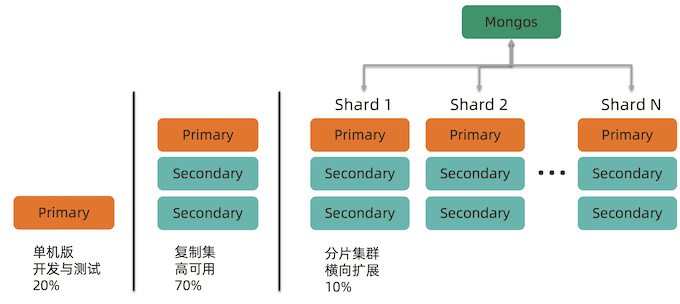 Mongos
Shard 1
Shard 2
Shard N
Primary
Primary
Primary
Primary
Secondary
Secondary
Secondary
Secondary
Primary
Secondary
Secondary
Secondary
Secondary
单机版
开发与测试
20%
复制集
高可用
70%
分片集群
横向扩展
10%